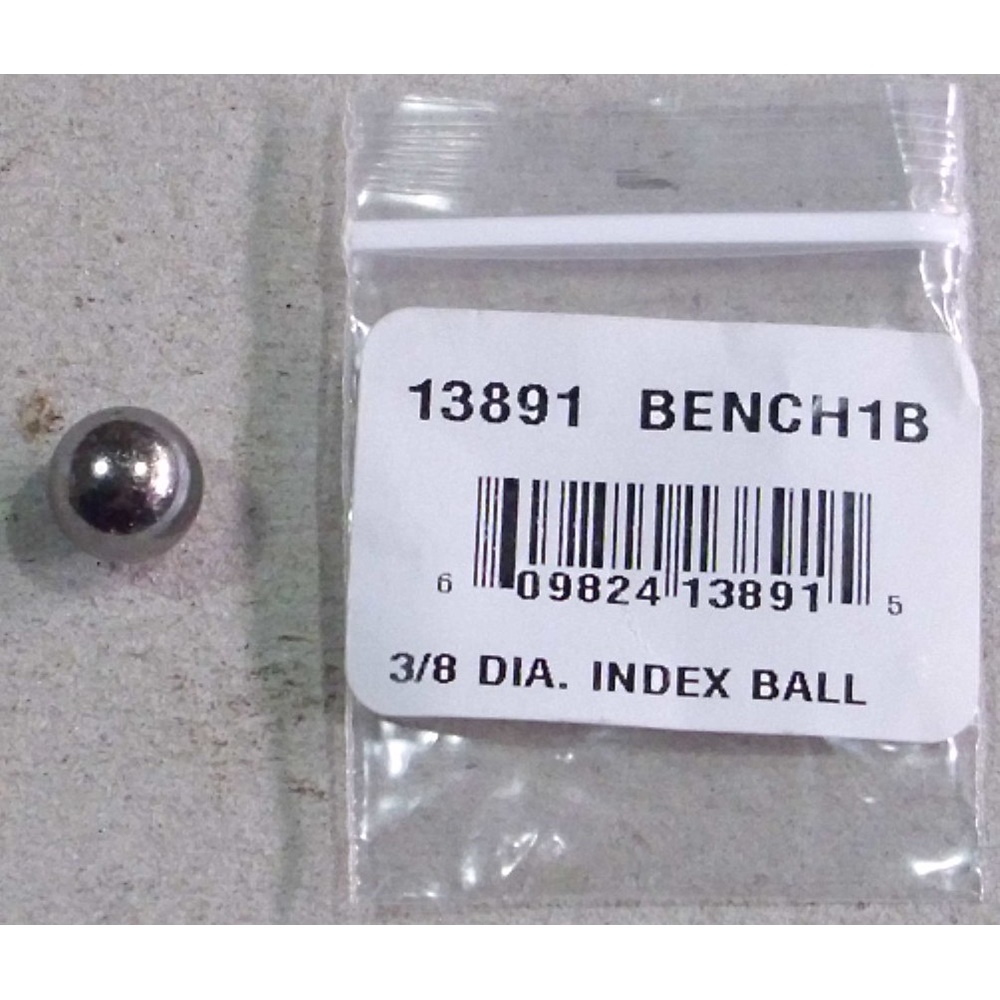 13891 BENCH1B
6 09824 13891 5
3/8 DIA. INDEX BALL